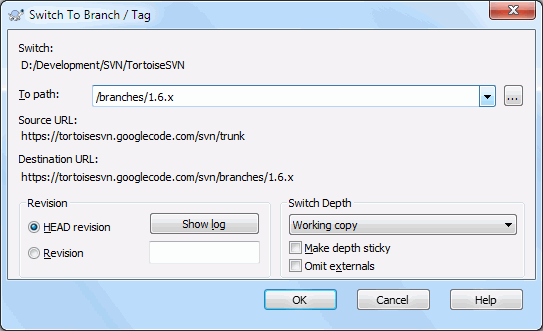 Switch To Branch / Tag
Switch:
D:/Development/SVN/TortoiseSVN
To path: /branches/1.6.x ...
Source URL:
https://tortoisesvn.googlecode.com/svn/trunk
Destination URL:
https://tortoisesvn.googlecode.com/svn/branches/1.6.x
Revision
HEAD revision Show log
Revision
Switch Depth
Working copy
Make depth sticky
Omit externals
OK Cancel Help